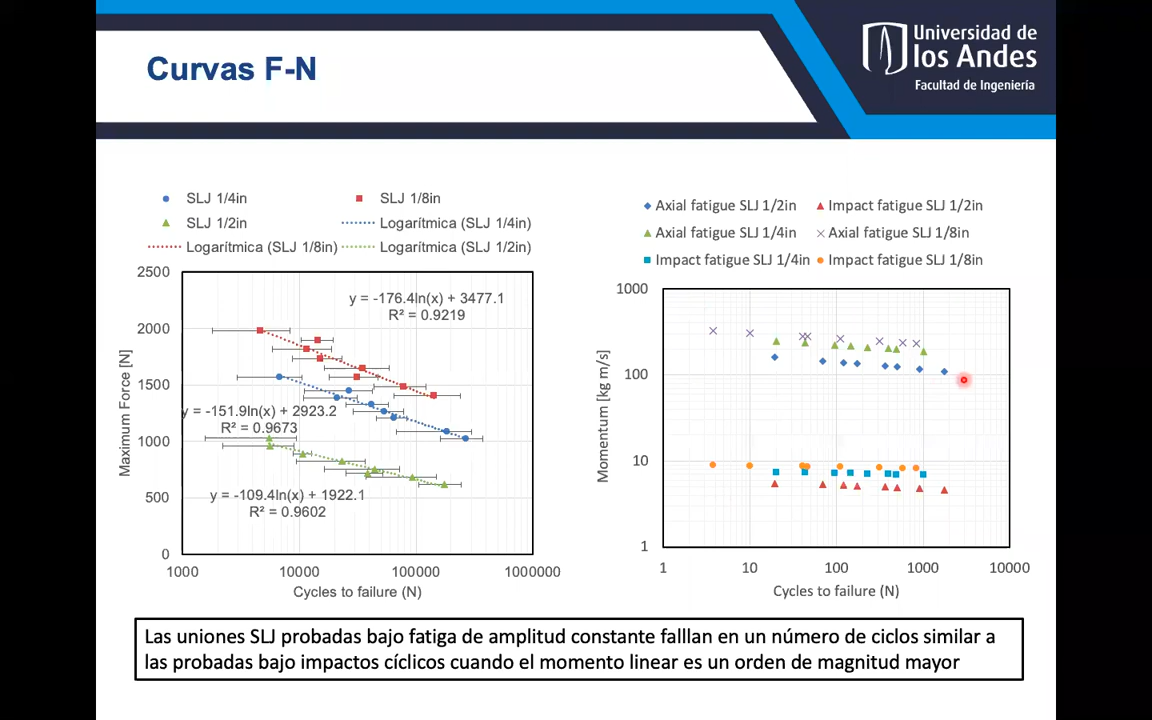 Universidad de
los Andes
Facultad de Ingeniería
Curvas F-N
SLJ 1/4in
SLJ 1/8in
SLJ 1/2in
Logarítmica (SLJ 1/4in)
Logarítmica (SLJ 1/8in)
Logarítmica (SLJ 1/2in)
2500
2000
1500
1000
500
0
Maximum Force [N]
y = -176.4ln(x) + 3477.1
R² = 0.9219
y = -151.9ln(x) + 2923.2
R² = 0.9673
y = -109.4ln(x) + 1922.1
R² = 0.9602
1000
10000
100000
1000000
Cycles to failure (N)
Axial fatigue SLJ 1/2in
Impact fatigue SLJ 1/2in
Axial fatigue SLJ 1/4in
Axial fatigue SLJ 1/8in
Impact fatigue SLJ 1/4in
Impact fatigue SLJ 1/8in
1000
100
10
1
Momentum [kg m/s]
1
10
100
1000
10000
Cycles to failure (N)
Las uniones SLJ probadas bajo fatiga de amplitud constante falllan en un número de ciclos similar a
las probadas bajo impactos cíclicos cuando el momento linear es un orden de magnitud mayor